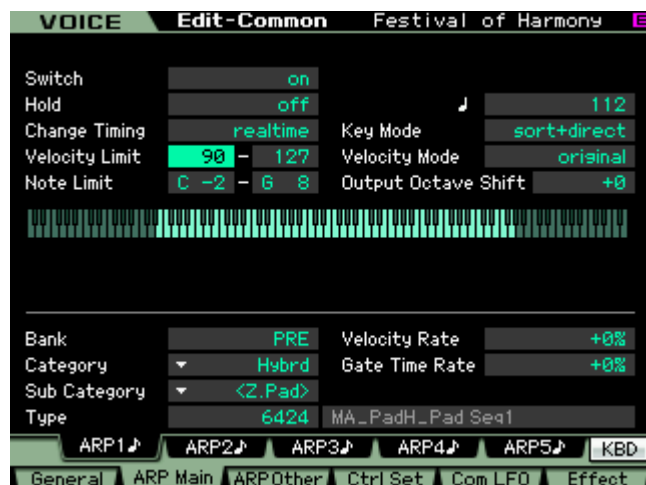 VOICE Edit-Common Festival of Harmony E
Switch on
Hold off ♩ 112
Change Timing realtime Key Mode sort+direct
Velocity Limit 90 - 127 Velocity Mode original
Note Limit C -2 - G 8 Output Octave Shift +0
Bank PRE Velocity Rate +0%
Category Hybrd Gate Time Rate +0%
Sub Category <Z.Pad>
Type 6424 MA_PadH_Pad Seq1
ARP1♪ ARP2♪ ARP3♪ ARP4♪ ARP5♪ KBD
General ARP Main ARP Other Ctrl Set Com LFO Effect